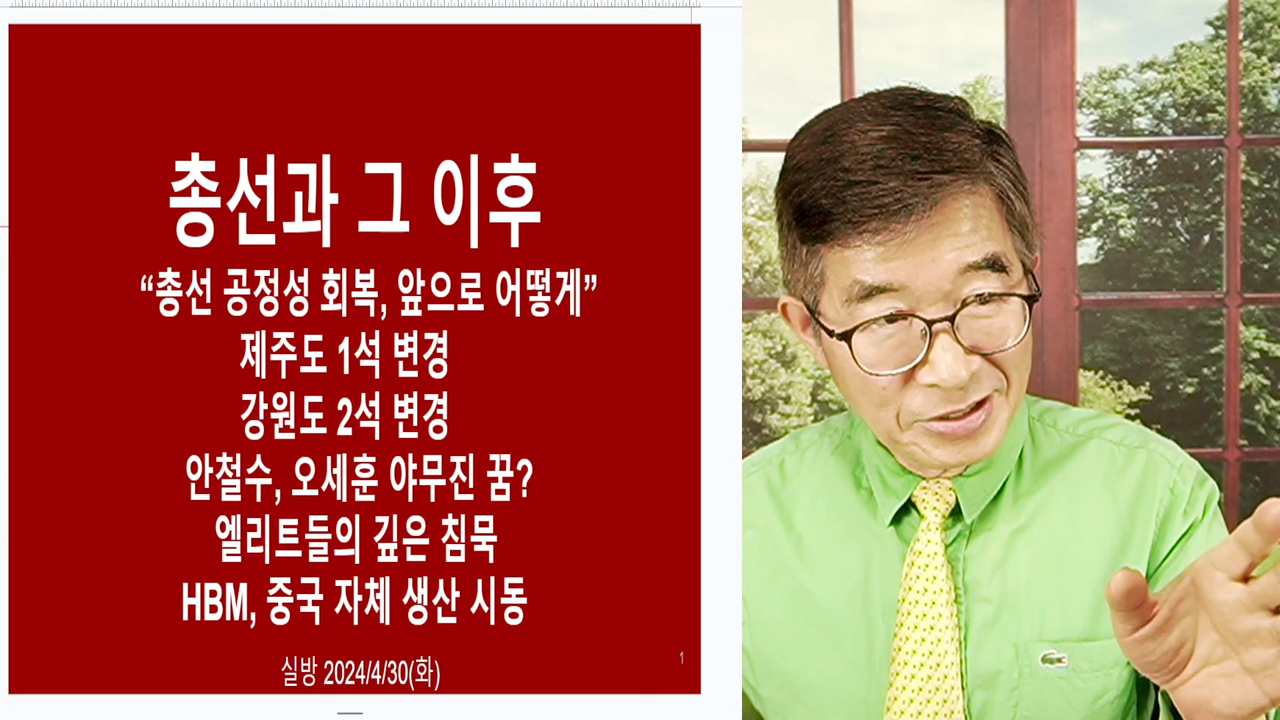 총선과 그 이후
“총선 공정성 회복, 앞으로 어떻게”
제주도 1석 변경
강원도 2석 변경
안철수, 오세훈 야무진 꿈?
엘리트들의 깊은 침묵
HBM, 중국 자체 생산 시동
실방 2024/4/30(화)
1